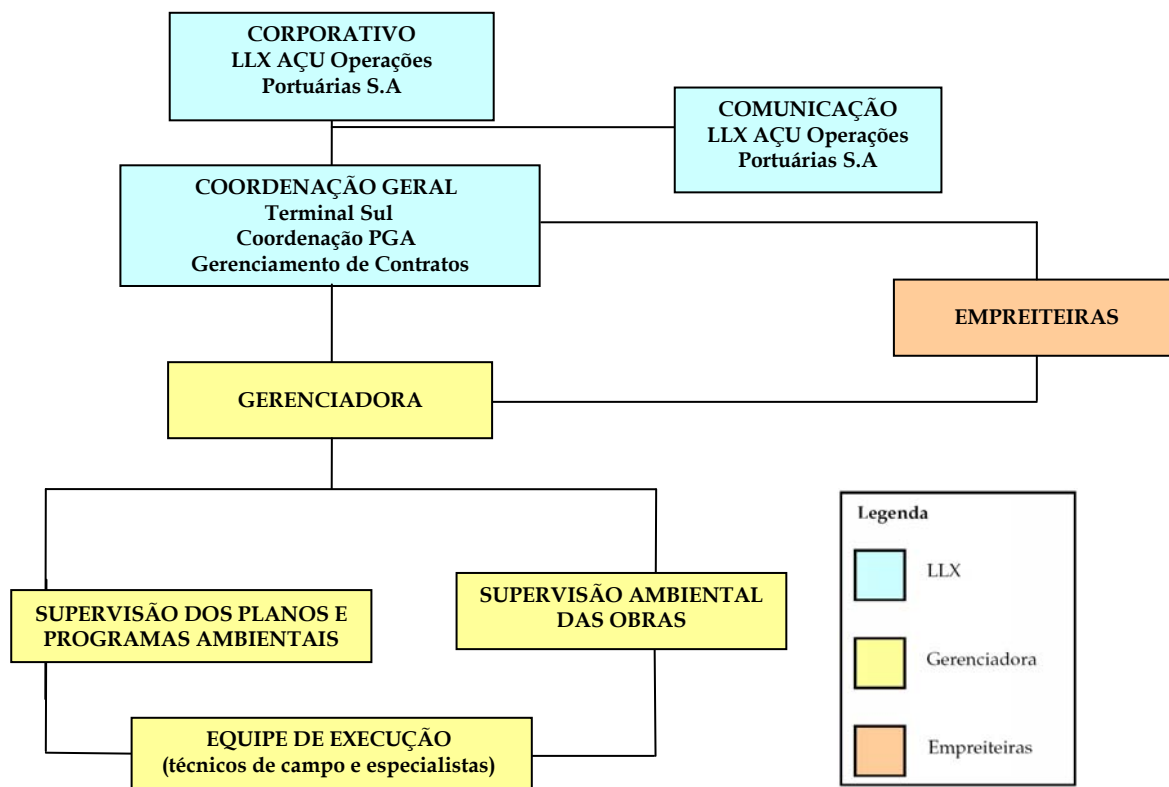 CORPORATIVO
LLX AÇU Operações
Portuárias S.A
COMUNICAÇÃO
LLX AÇU Operações
Portuárias S.A
COORDENAÇÃO GERAL
Terminal Sul
Coordenação PGA
Gerenciamento de Contratos
EMPREITEIRAS
GERENCIADORA
SUPERVISÃO DOS PLANOS E
PROGRAMAS AMBIENTAIS
SUPERVISÃO AMBIENTAL
DAS OBRAS
EQUIPE DE EXECUÇÃO
(técnicos de campo e especialistas)
Legenda
LLX
Gerenciadora
Empreiteiras